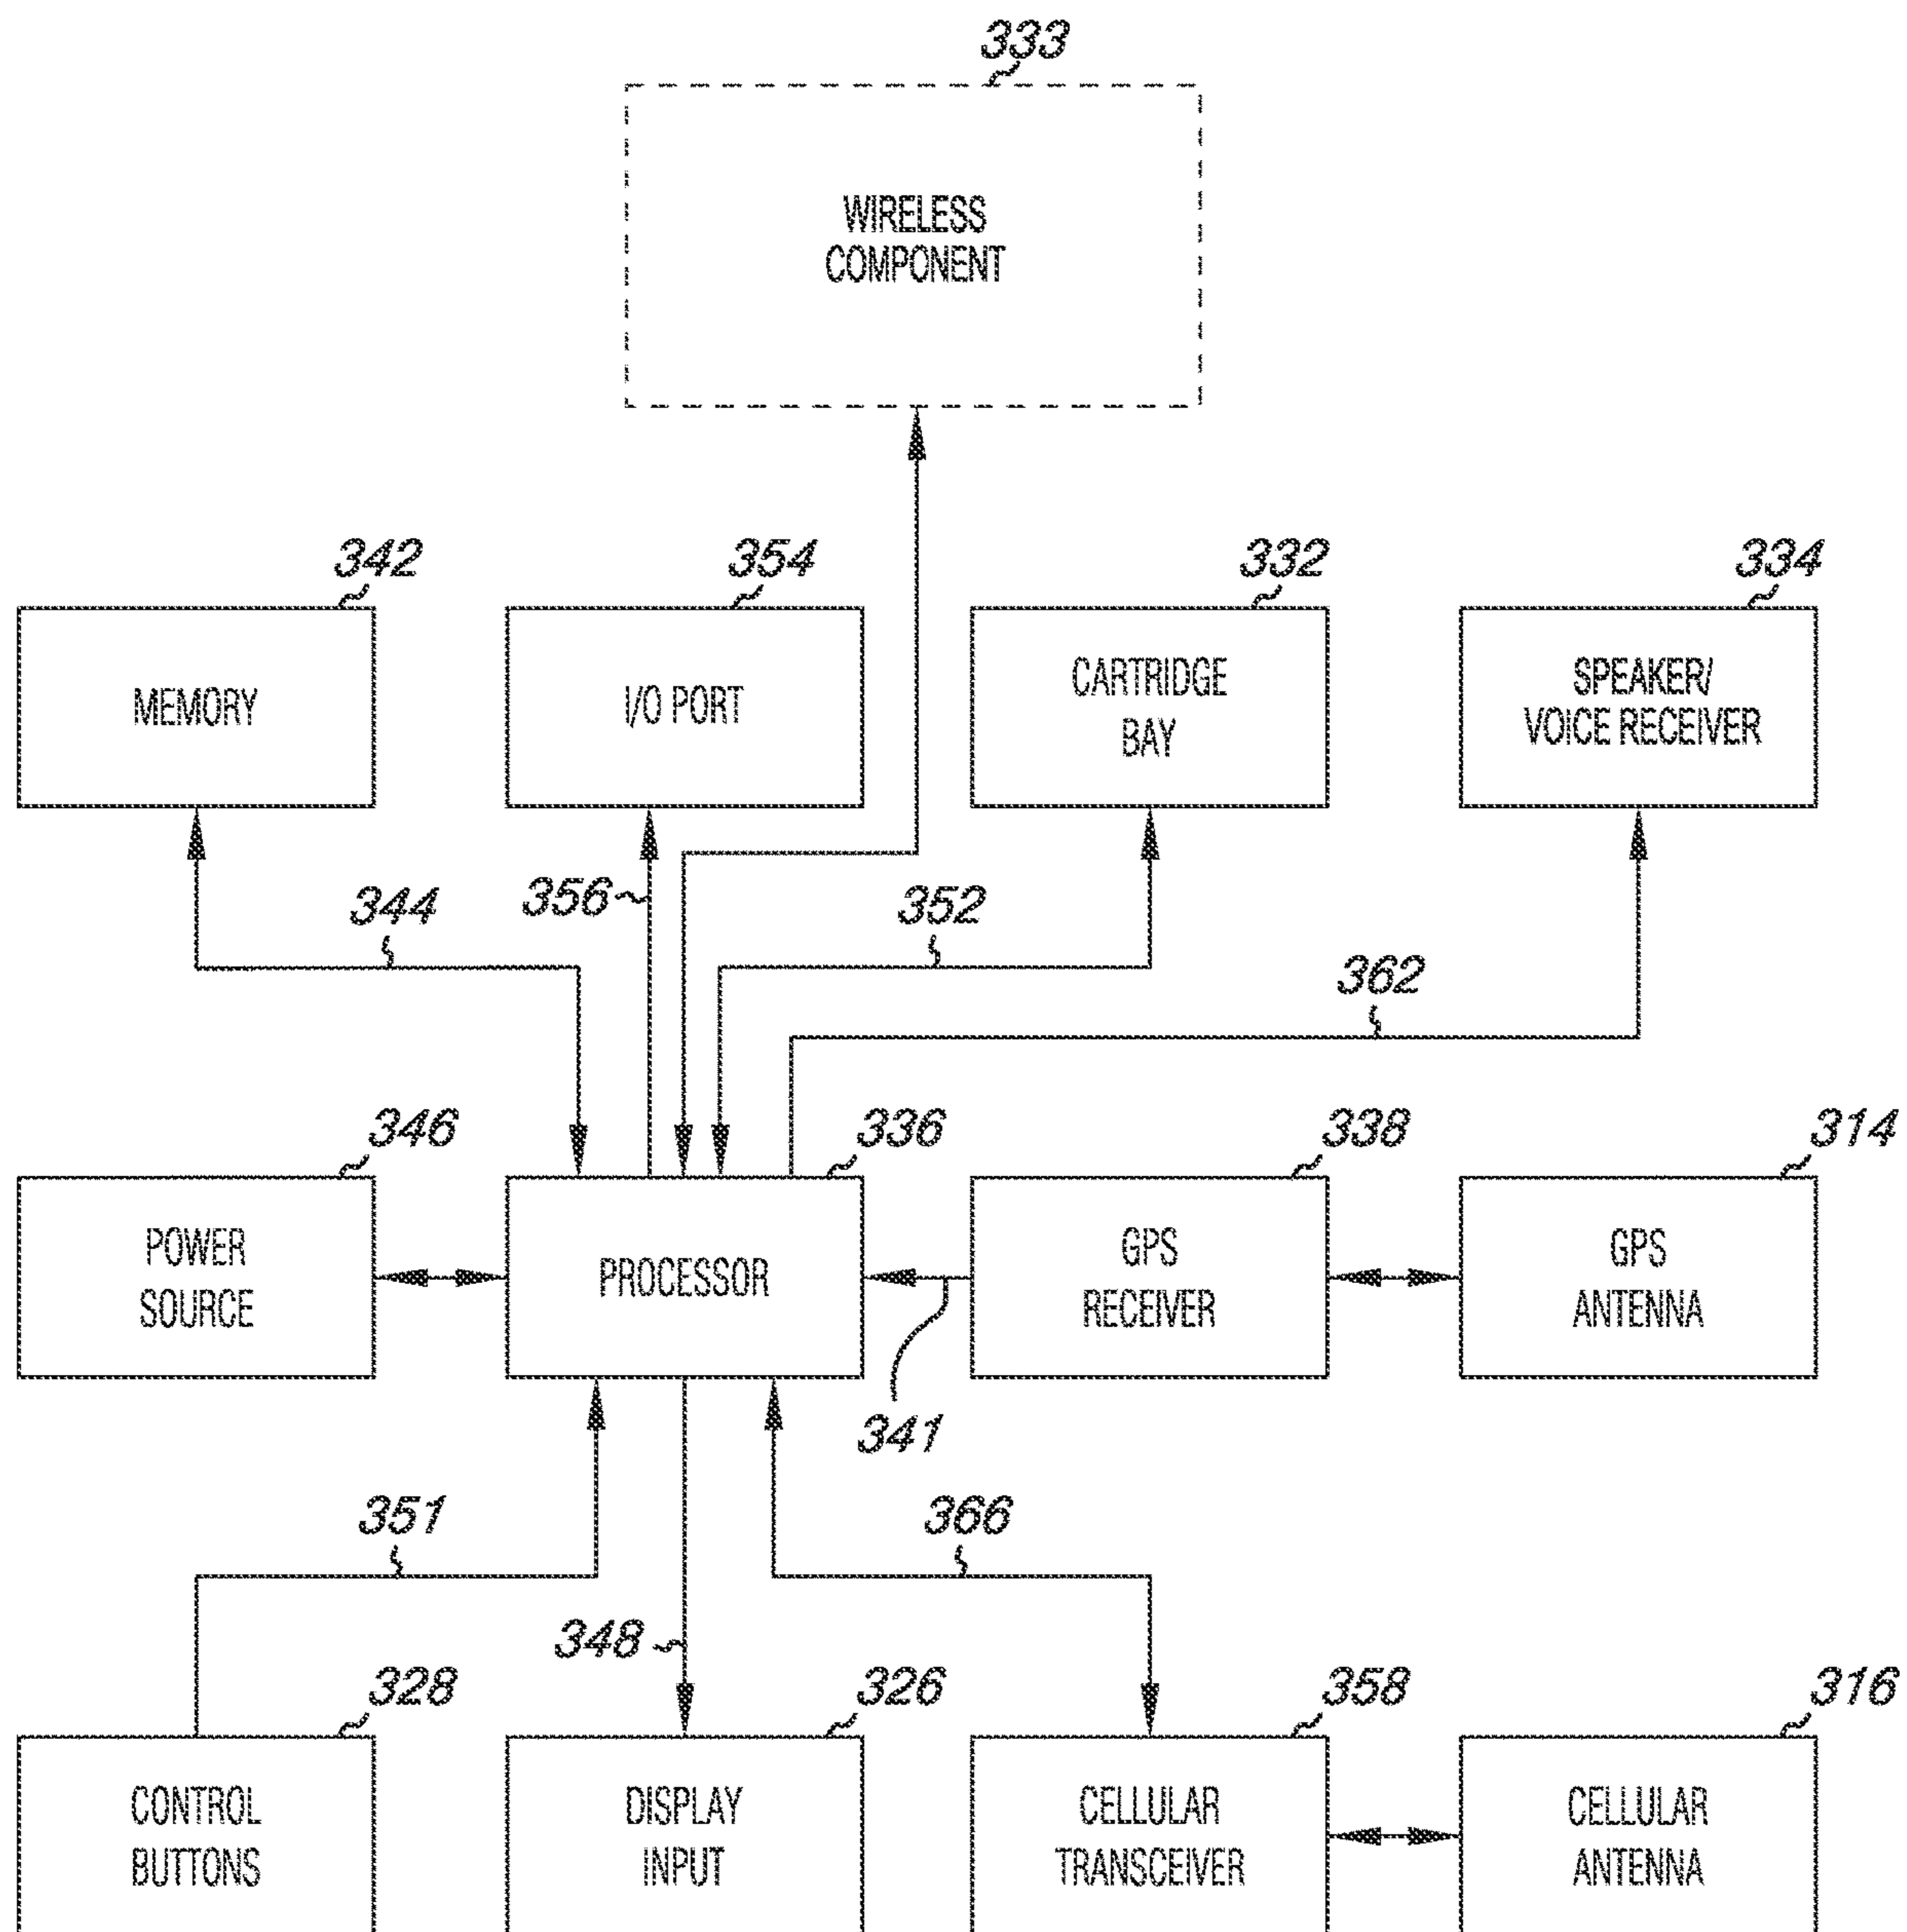 333
WIRELESS
COMPONENT
342
354
332
334
MEMORY
I/O PORT
CARTRIDGE
BAY
SPEAKER/
VOICE RECEIVER
344
356
352
362
346
336
338
314
POWER
SOURCE
PROCESSOR
GPS
RECEIVER
GPS
ANTENNA
341
351
366
348
328
326
358
316
CONTROL
BUTTONS
DISPLAY
INPUT
CELLULAR
TRANSCEIVER
CELLULAR
ANTENNA